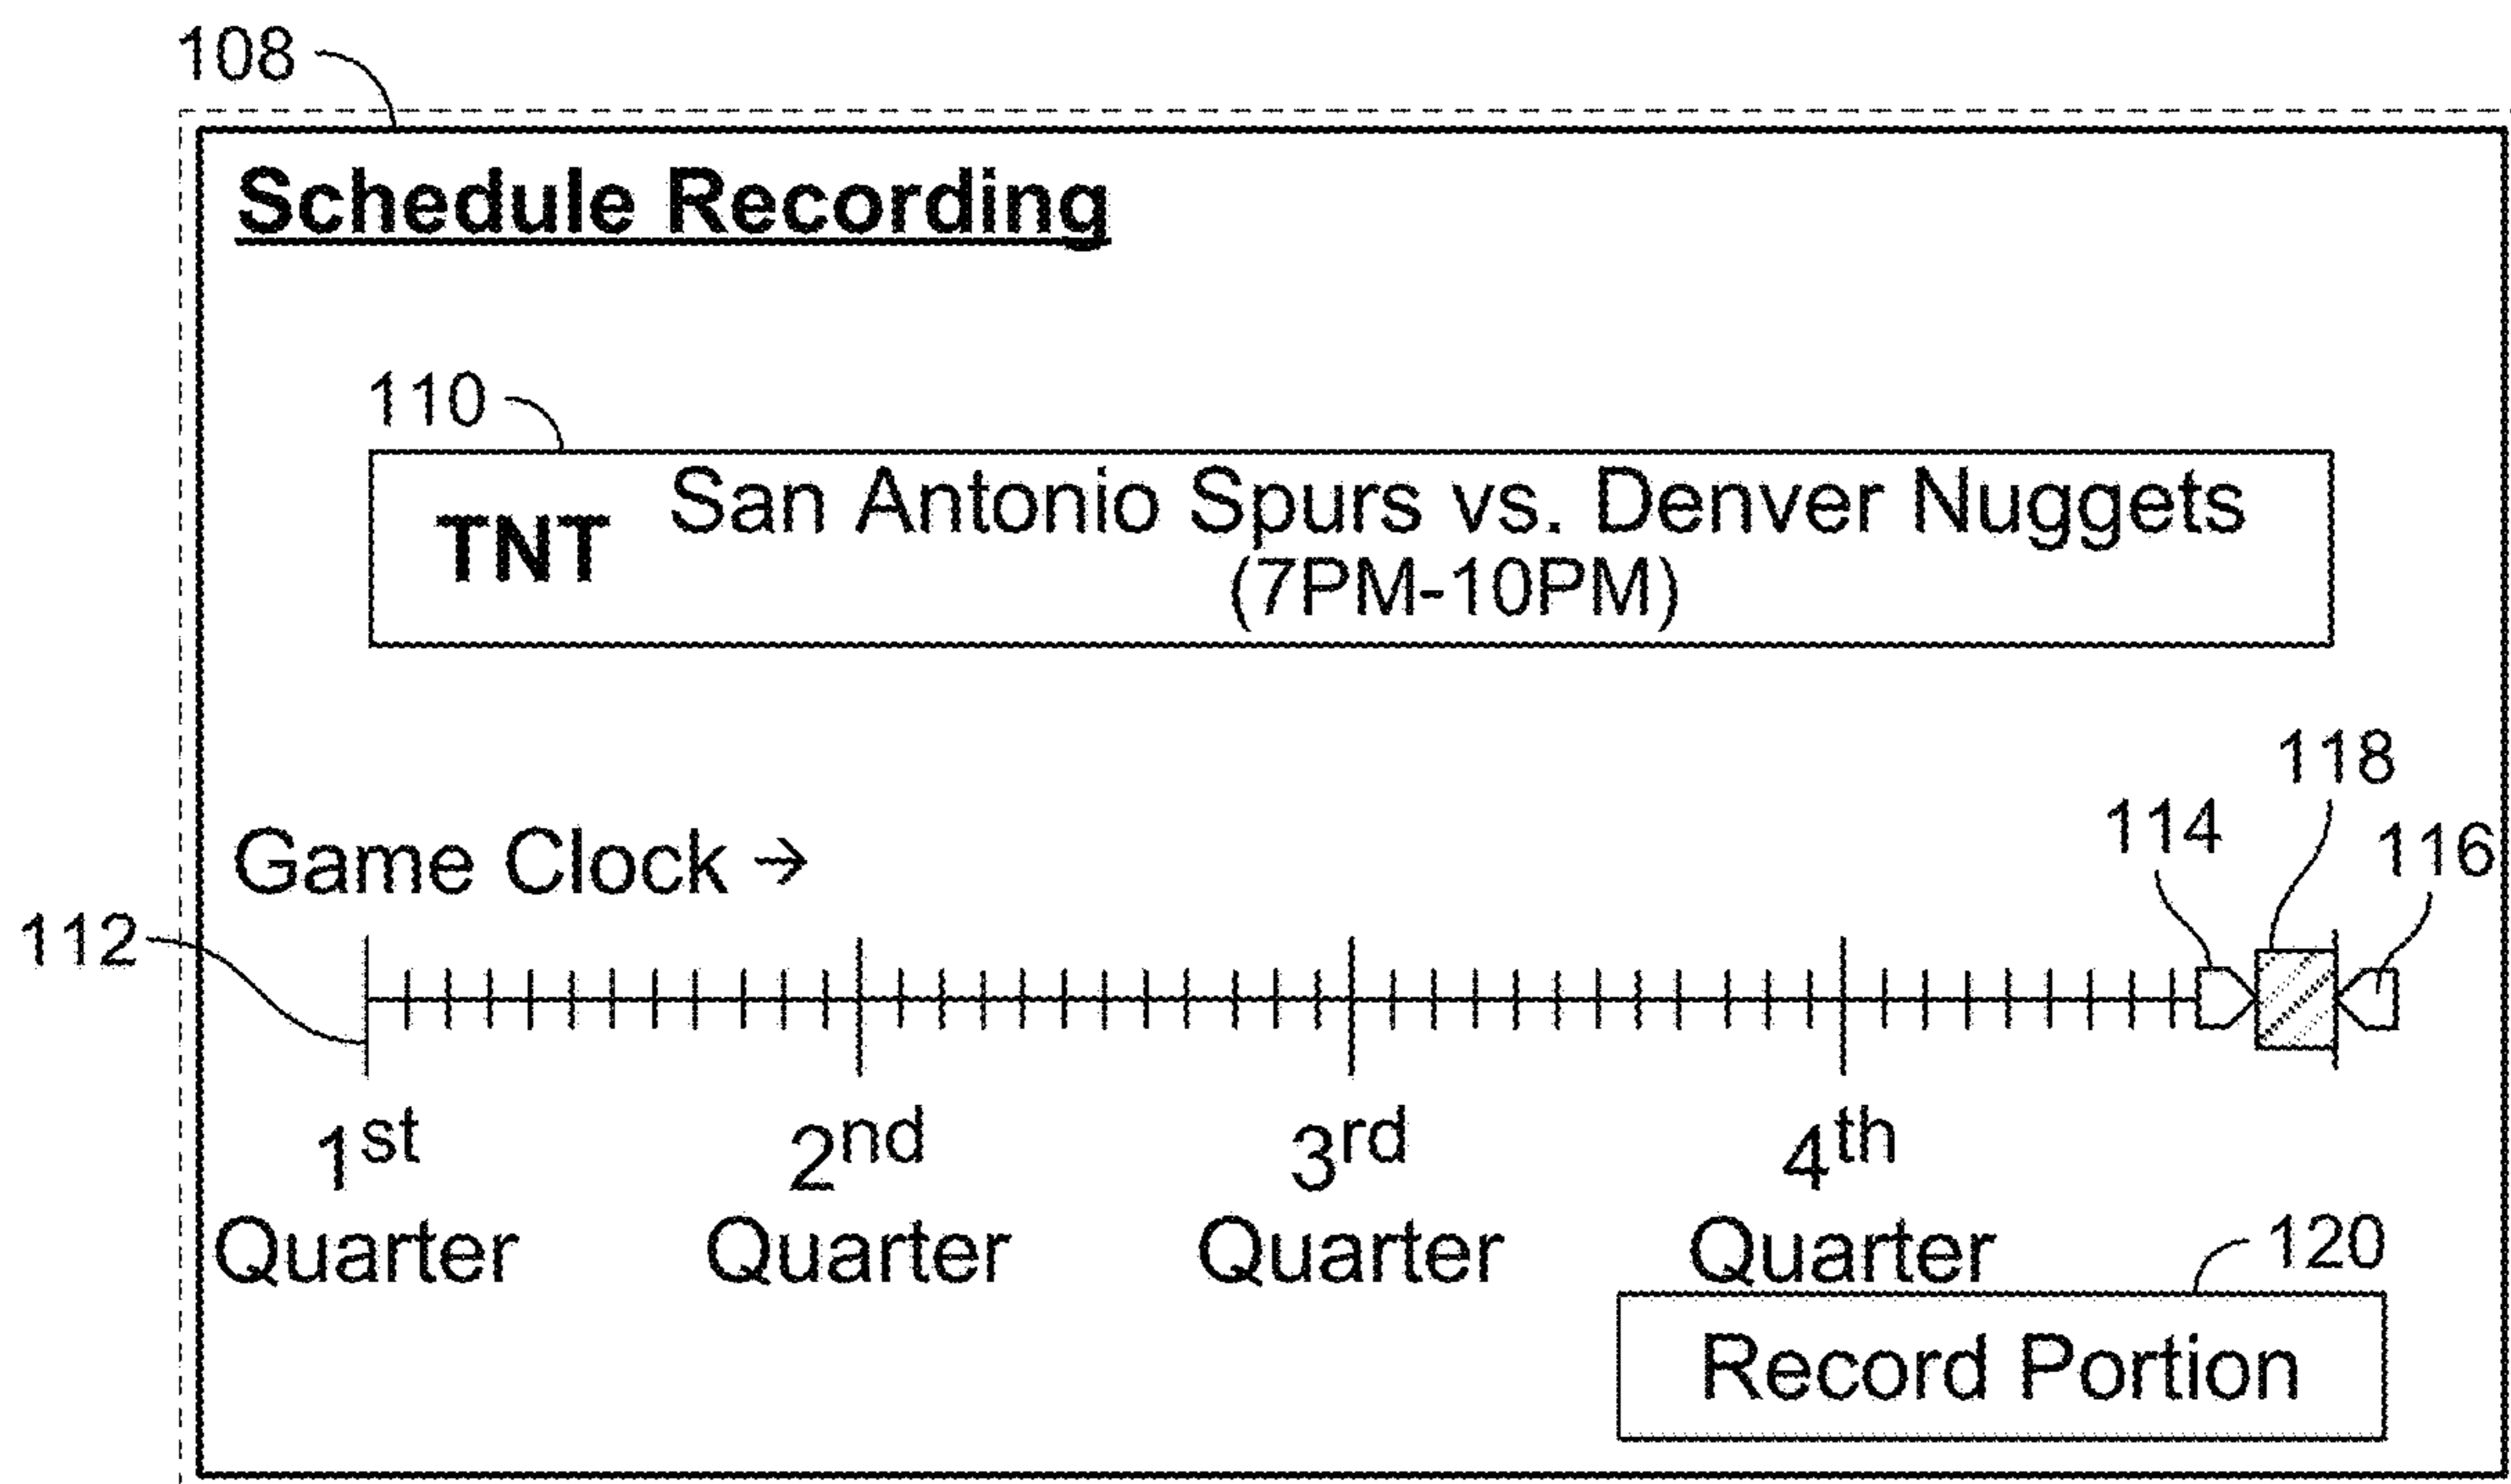 108
Schedule Recording
110
TNT San Antonio Spurs vs. Denver Nuggets
(7PM-10PM)
118
114
116
Game Clock →
112
1st Quarter
2nd Quarter
3rd Quarter
4th Quarter
120
Record Portion